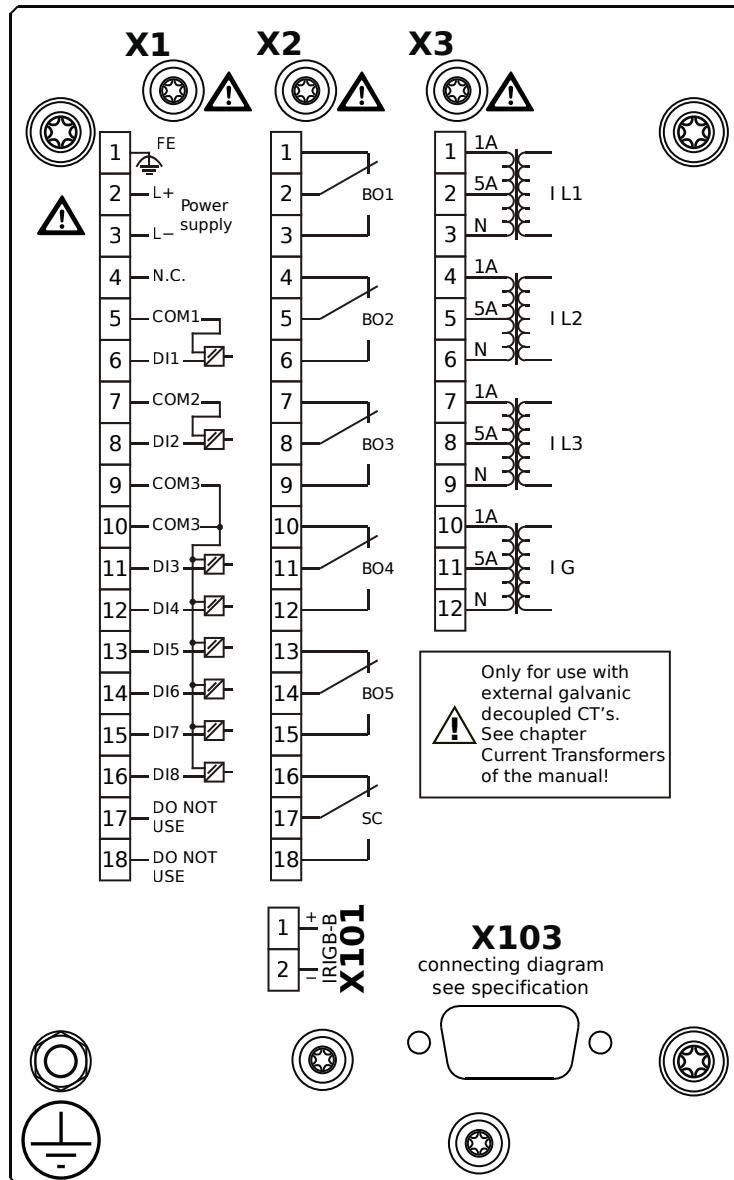 X1 X2 X3
1 FE
2 L+ Power
supply
3 L−
4 N.C.
5 COM1
6 DI1
7 COM2
8 DI2
9 COM3
10 COM3
11 DI3
12 DI4
13 DI5
14 DI6
15 DI7
16 DI8
17 DO NOT
USE
18 DO NOT
USE
1
2 BO1
3
4
5 BO2
6
7
8 BO3
9
10
11 BO4
12
13
14 BO5
15
16
17 SC
18
1 1A
2 5A I L1
3 N
4 1A
5 5A I L2
6 N
7 1A
8 5A I L3
9 N
10 1A
11 5A I G
12 N
! Only for use with
external galvanic
decoupled CT's.
See chapter
Current Transformers
of the manual!
1 +
2 −
IRIGB-B
X101
X103
connecting diagram
see specification